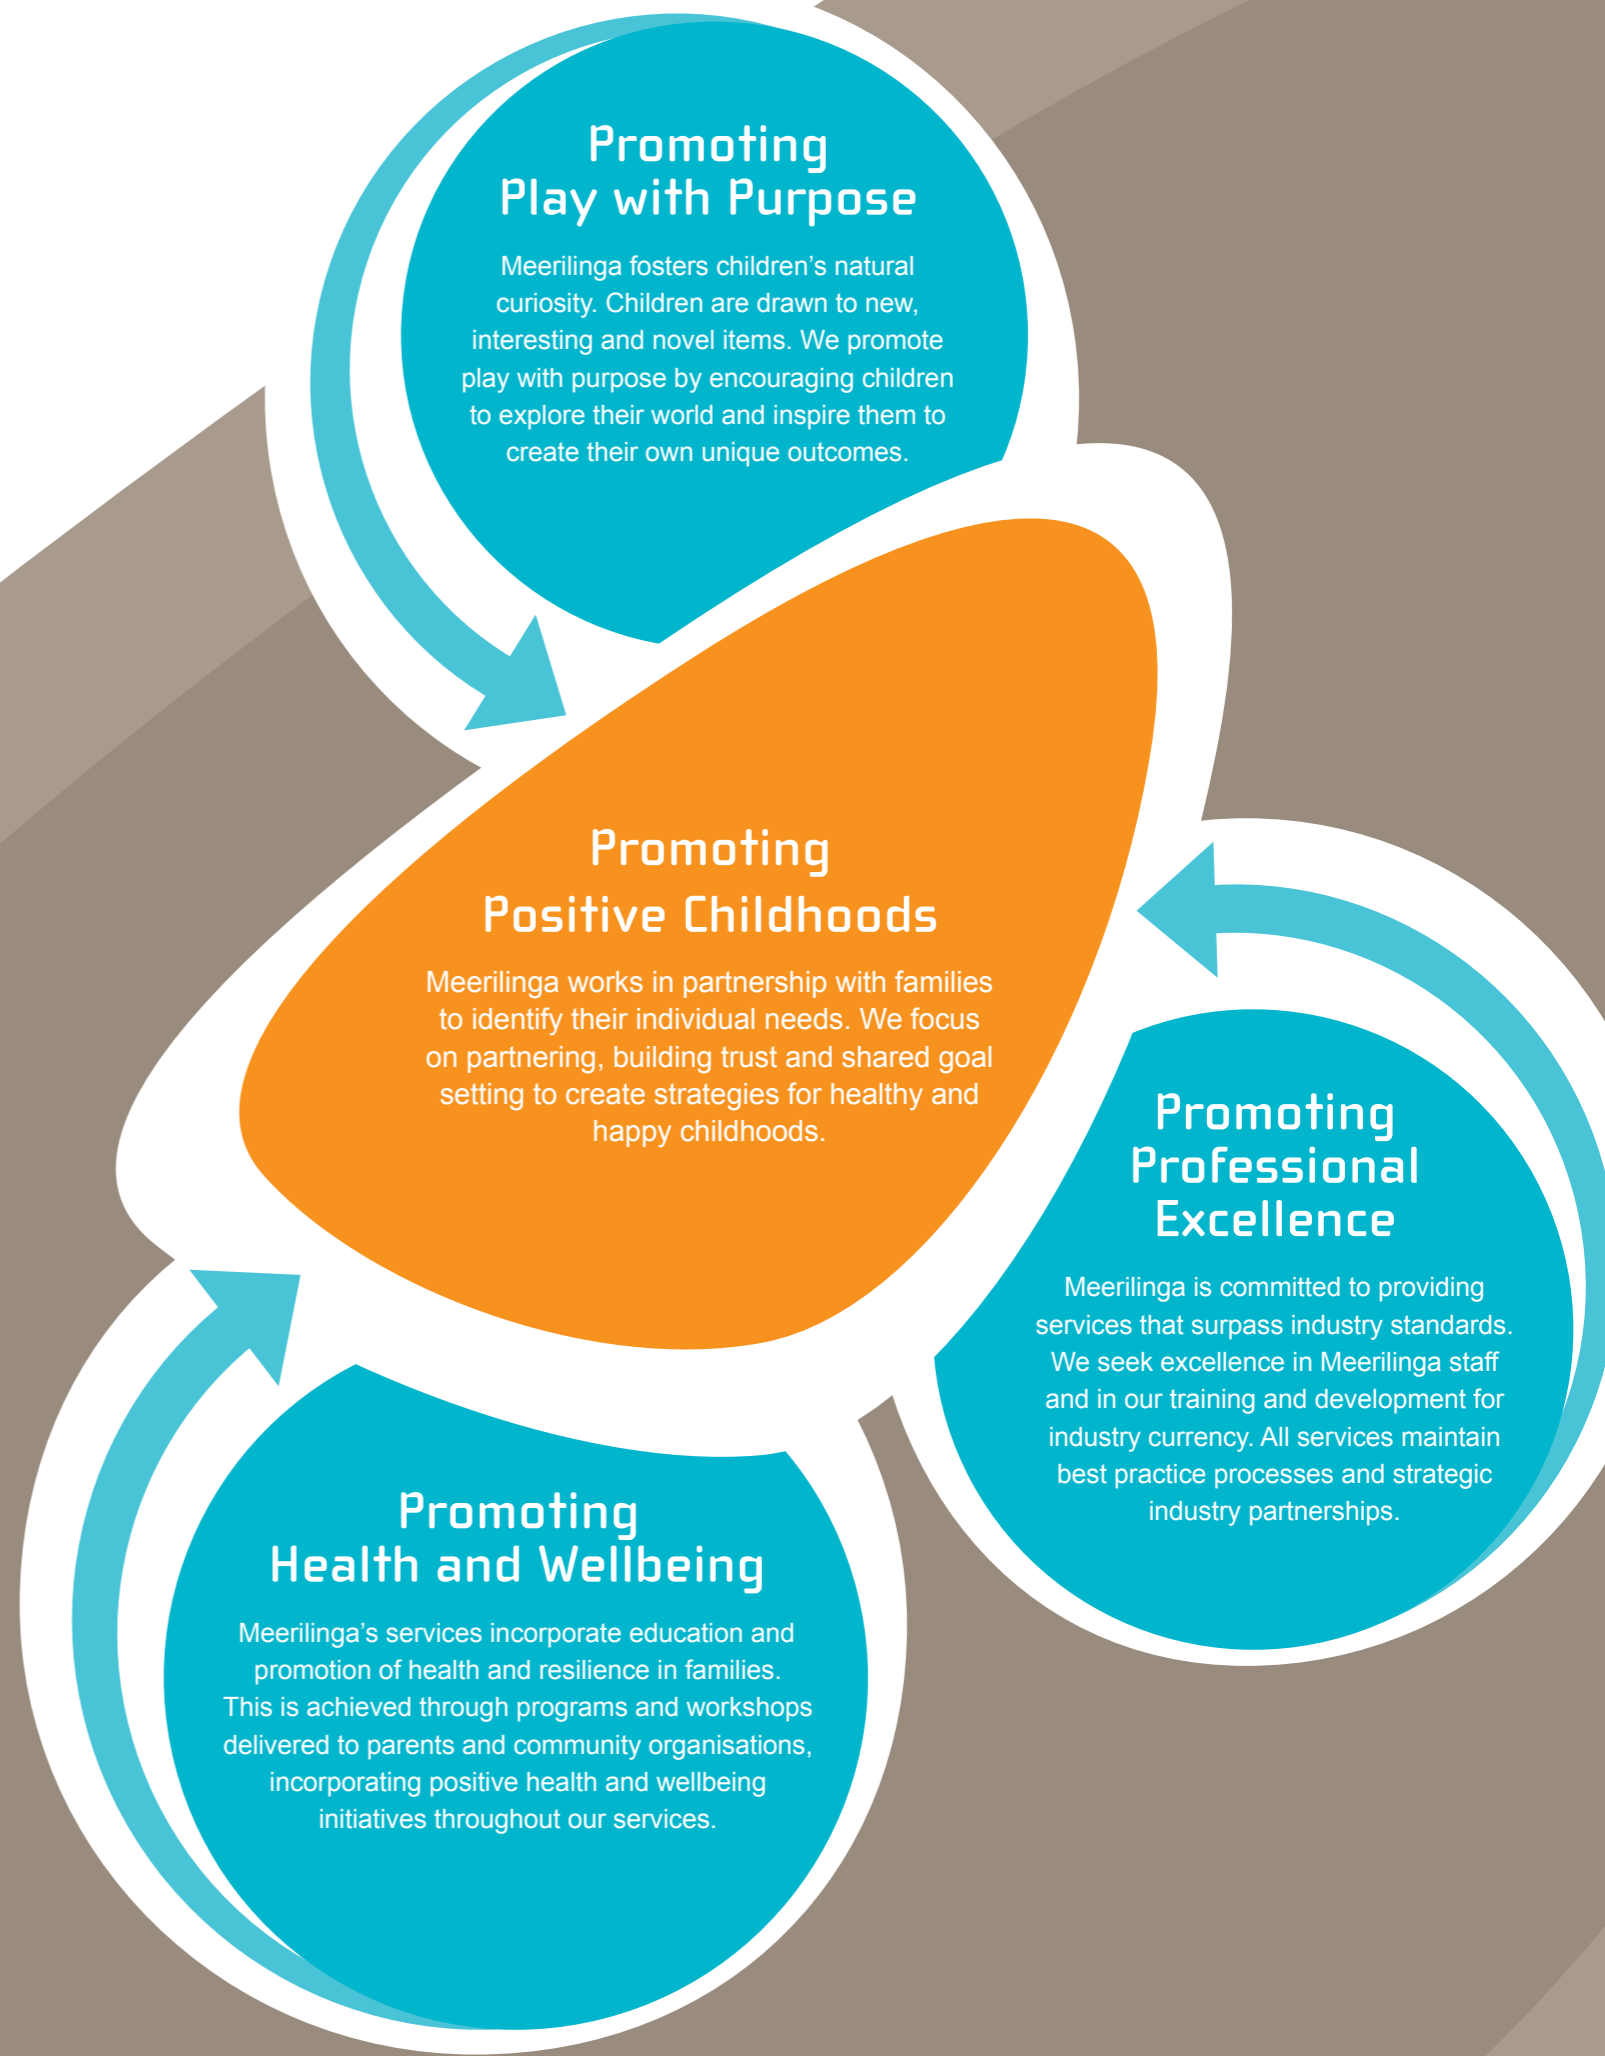 Promoting
Play with Purpose
Meerilinga fosters children’s natural
curiosity. Children are drawn to new,
interesting and novel items. We promote
play with purpose by encouraging children
to explore their world and inspire them to
create their own unique outcomes.
Promoting
Positive Childhoods
Meerilinga works in partnership with families
to identify their individual needs. We focus
on partnering, building trust and shared goal
setting to create strategies for healthy and
happy childhoods.
Promoting
Professional
Excellence
Meerilinga is committed to providing
services that surpass industry standards.
We seek excellence in Meerilinga staff
and in our training and development for
industry currency. All services maintain
best practice processes and strategic
industry partnerships.
Promoting
Health and Wellbeing
Meerilinga’s services incorporate education and
promotion of health and resilience in families.
This is achieved through programs and workshops
delivered to parents and community organisations,
incorporating positive health and wellbeing
initiatives throughout our services.